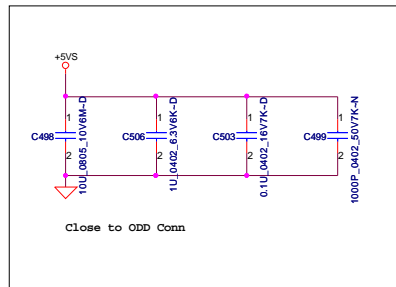 +5VS
1
1
1
1
C498
C506
C503
C499
2
2
2
2
10U_0805_10V6M~D
1U_0402_6.3V6K~D
0.1U_0402_16V7K~D
1000P_0402_50V7K~N
Close to ODD Conn